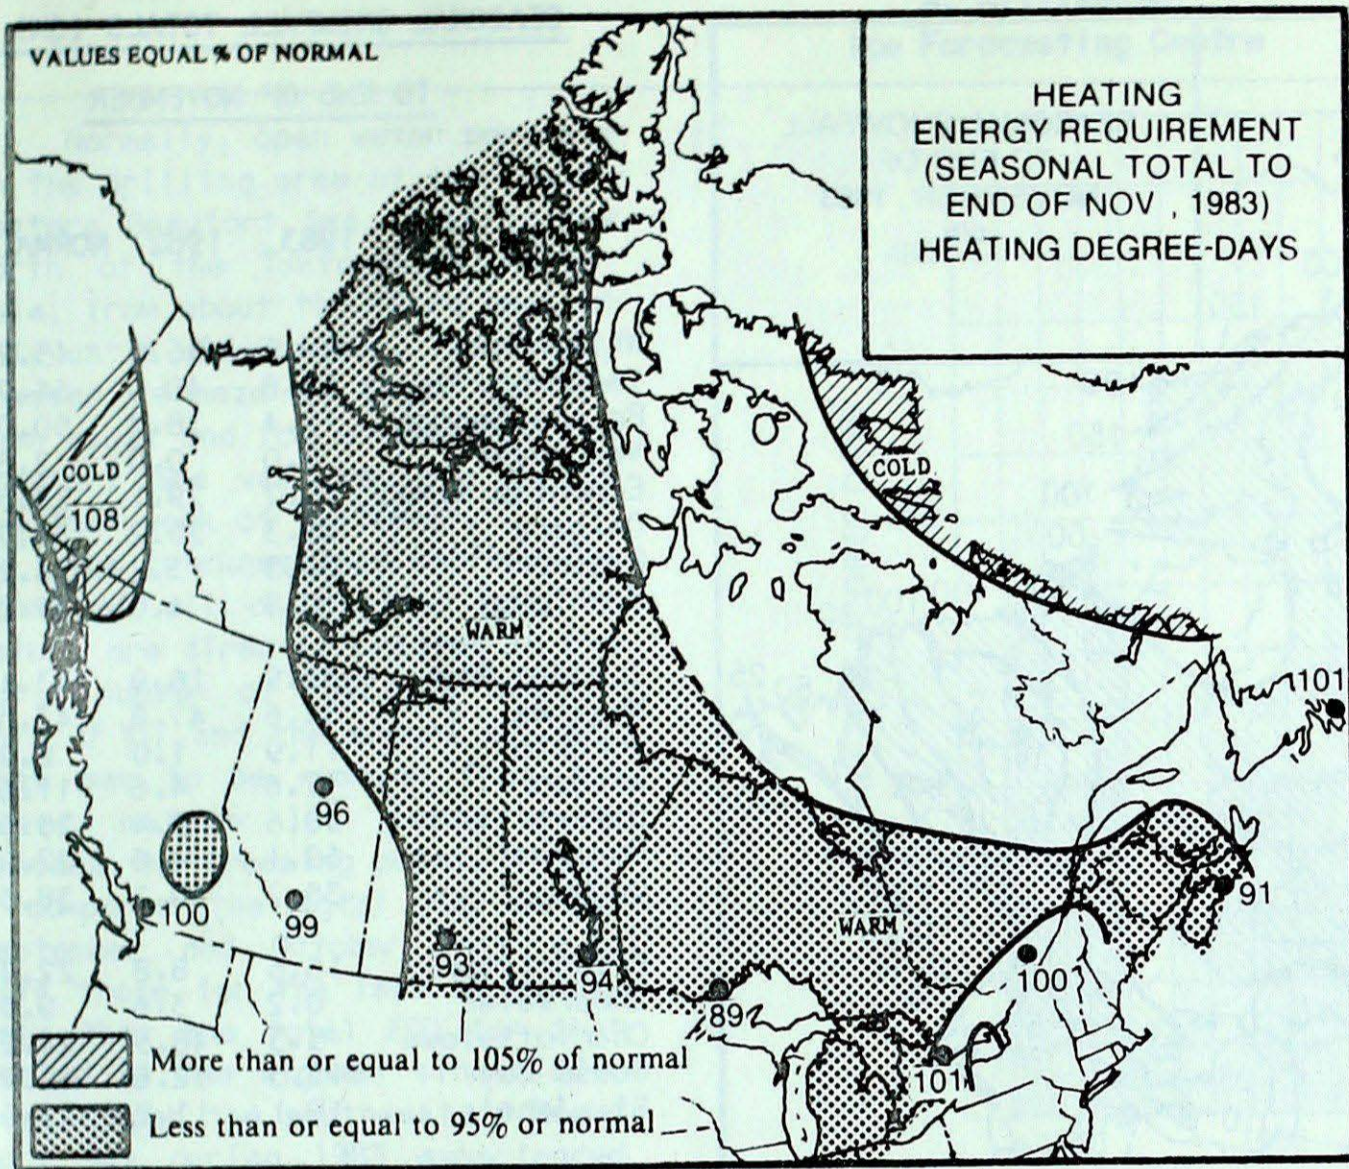 VALUES EQUAL % OF NORMAL
HEATING
ENERGY REQUIREMENT
(SEASONAL TOTAL TO
END OF NOV , 1983)
HEATING DEGREE-DAYS
COLD
108
COLD
WARM
101
96
100
99
WARM
91
93
94
89
100
101
More than or equal to 105% of normal
Less than or equal to 95% or normal